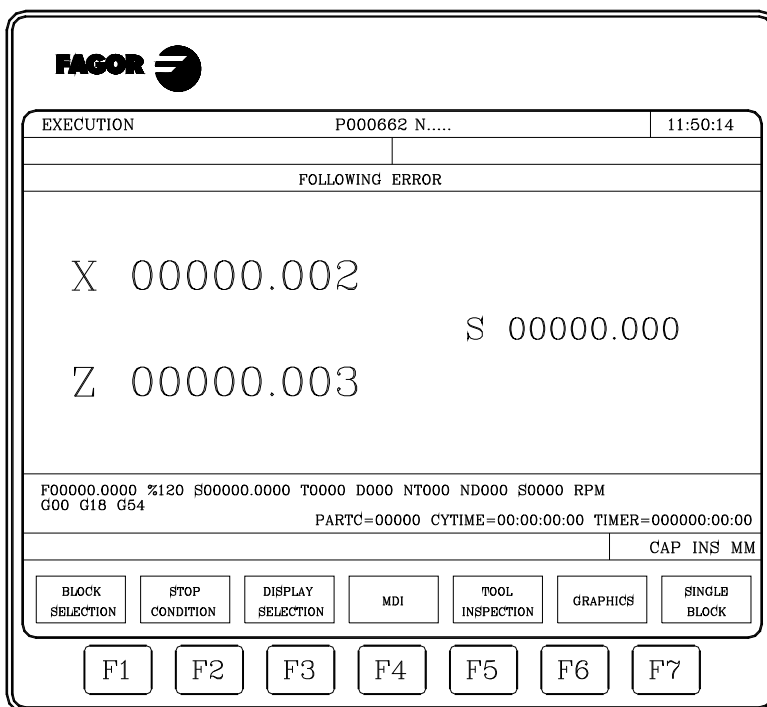 FAGOR
EXECUTION P000662 N..... 11:50:14
FOLLOWING ERROR
X 00000.002
S 00000.000
Z 00000.003
F00000.0000 %120 S00000.0000 T0000 D000 NT000 ND000 S0000 RPM
G00 G18 G54
PARTC=00000 CYTIME=00:00:00:00 TIMER=000000:00:00
CAP INS MM
BLOCK SELECTION
STOP CONDITION
DISPLAY SELECTION
MDI
TOOL INSPECTION
GRAPHICS
SINGLE BLOCK
F1 F2 F3 F4 F5 F6 F7